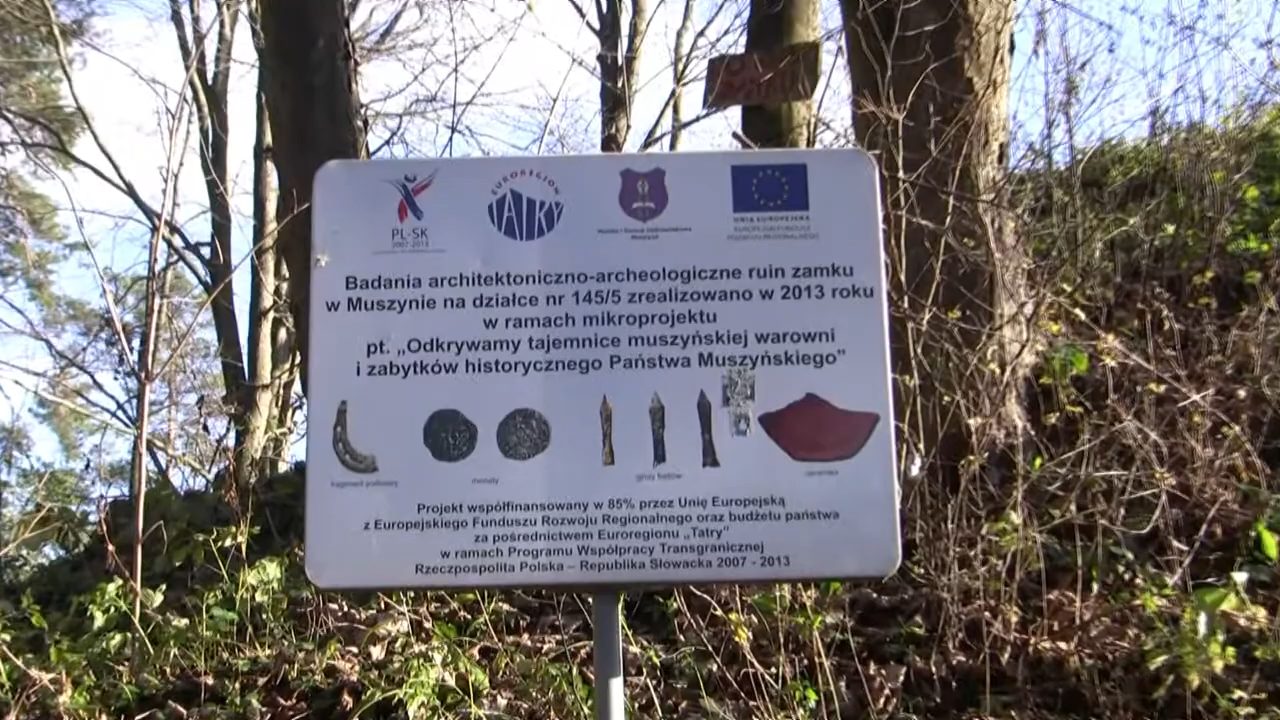 PL-SK
2007-2013
EUROREGION
TATRY
Muszyna
UNIA EUROPEJSKA
EUROPEJSKI FUNDUSZ
ROZWOJU REGIONALNEGO
Badania architektoniczno-archeologiczne ruin zamku
w Muszynie na działce nr 145/5 zrealizowano w 2013 roku
w ramach mikroprojektu
pt. „Odkrywamy tajemnice muszyńskiej warowni
i zabytków historycznego Państwa Muszyńskiego”
fragment podkowy
monety
groty bełtów
ceramika
Projekt współfinansowany w 85% przez Unię Europejską
z Europejskiego Funduszu Rozwoju Regionalnego oraz budżetu państwa
za pośrednictwem Euroregionu „Tatry”
w ramach Programu Współpracy Transgranicznej
Rzeczpospolita Polska – Republika Słowacka 2007 - 2013